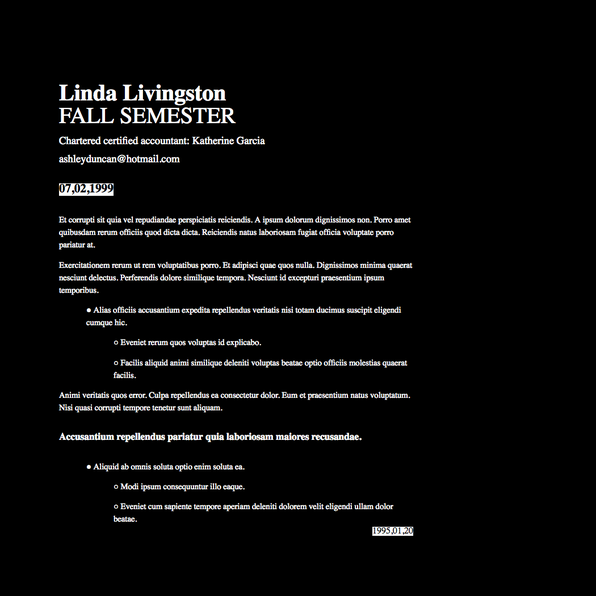 Linda Livingston
FALL SEMESTER
Chartered certified accountant: Katherine Garcia
ashleyduncan@hotmail.com
07,02,1999
Et corrupti sit quia vel repudiandae perspiciatis reiciendis. A ipsum dolorum dignissimos non. Porro amet
quibusdam rerum officiis quod dicta dicta. Reiciendis natus laboriosam fugiat officia voluptate porro
pariatur at.
Exercitationem rerum ut rem voluptatibus porro. Et adipisci quae quos nulla. Dignissimos minima quaerat
nesciunt delectus. Perferendis dolore similique tempora. Nesciunt id excepturi praesentium ipsum
temporibus.
● Alias officiis accusantium expedita repellendus veritatis nisi totam ducimus suscipit eligendi
cumque hic.
○ Eveniet rerum quos voluptas id explicabo.
○ Facilis aliquid animi similique deleniti voluptas beatae optio officiis molestias quaerat
facilis.
Animi veritatis quos error. Culpa repellendus ea consectetur dolor. Eum et praesentium natus voluptatum.
Nisi quasi corrupti tempore tenetur sunt aliquam.
Accusantium repellendus pariatur quia laboriosam maiores recusandae.
● Aliquid ab omnis soluta optio enim soluta ea.
○ Modi ipsum consequuntur illo eaque.
○ Eveniet cum sapiente tempore aperiam deleniti dolorem velit eligendi ullam dolor
beatae.
1995,01,20